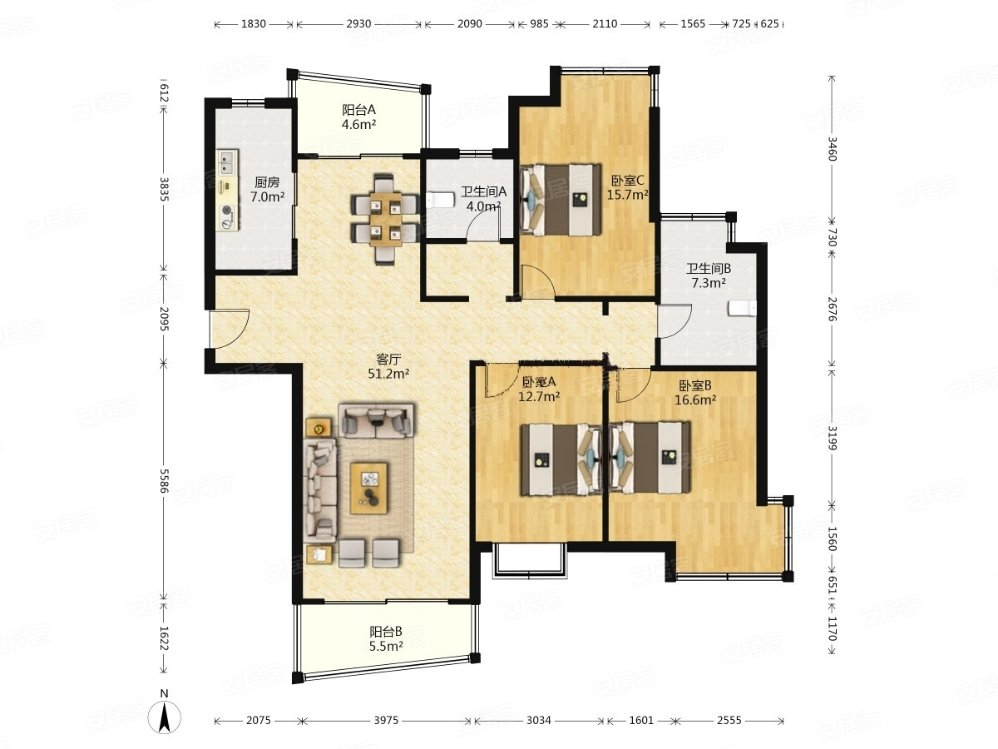 1830 2930 2090 985 2110 1565 725 625
612
3835
2095
5586
1622
3460
730
2676
3199
1560
651
1170
阳台A
4.6m²
厨房
7.0m²
卫生间A
4.0m²
卧室C
15.7m²
卫生间B
7.3m²
客厅
51.2m²
卧室A
12.7m²
卧室B
16.6m²
阳台B
5.5m²
N
2075 3975 3034 1601 2555
安居客